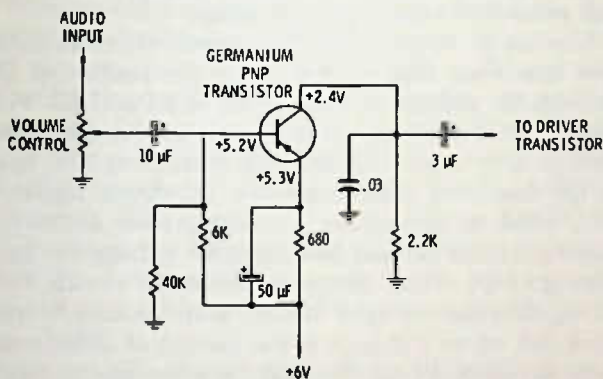 AUDIO
INPUT
GERMANIUM
PNP
TRANSISTOR
+2.4V
VOLUME
CONTROL
10 µF
+5.2V
+5.3V
.03
3 µF
TO DRIVER
TRANSISTOR
40K
6K
50 µF
+
680
2.2K
+6V